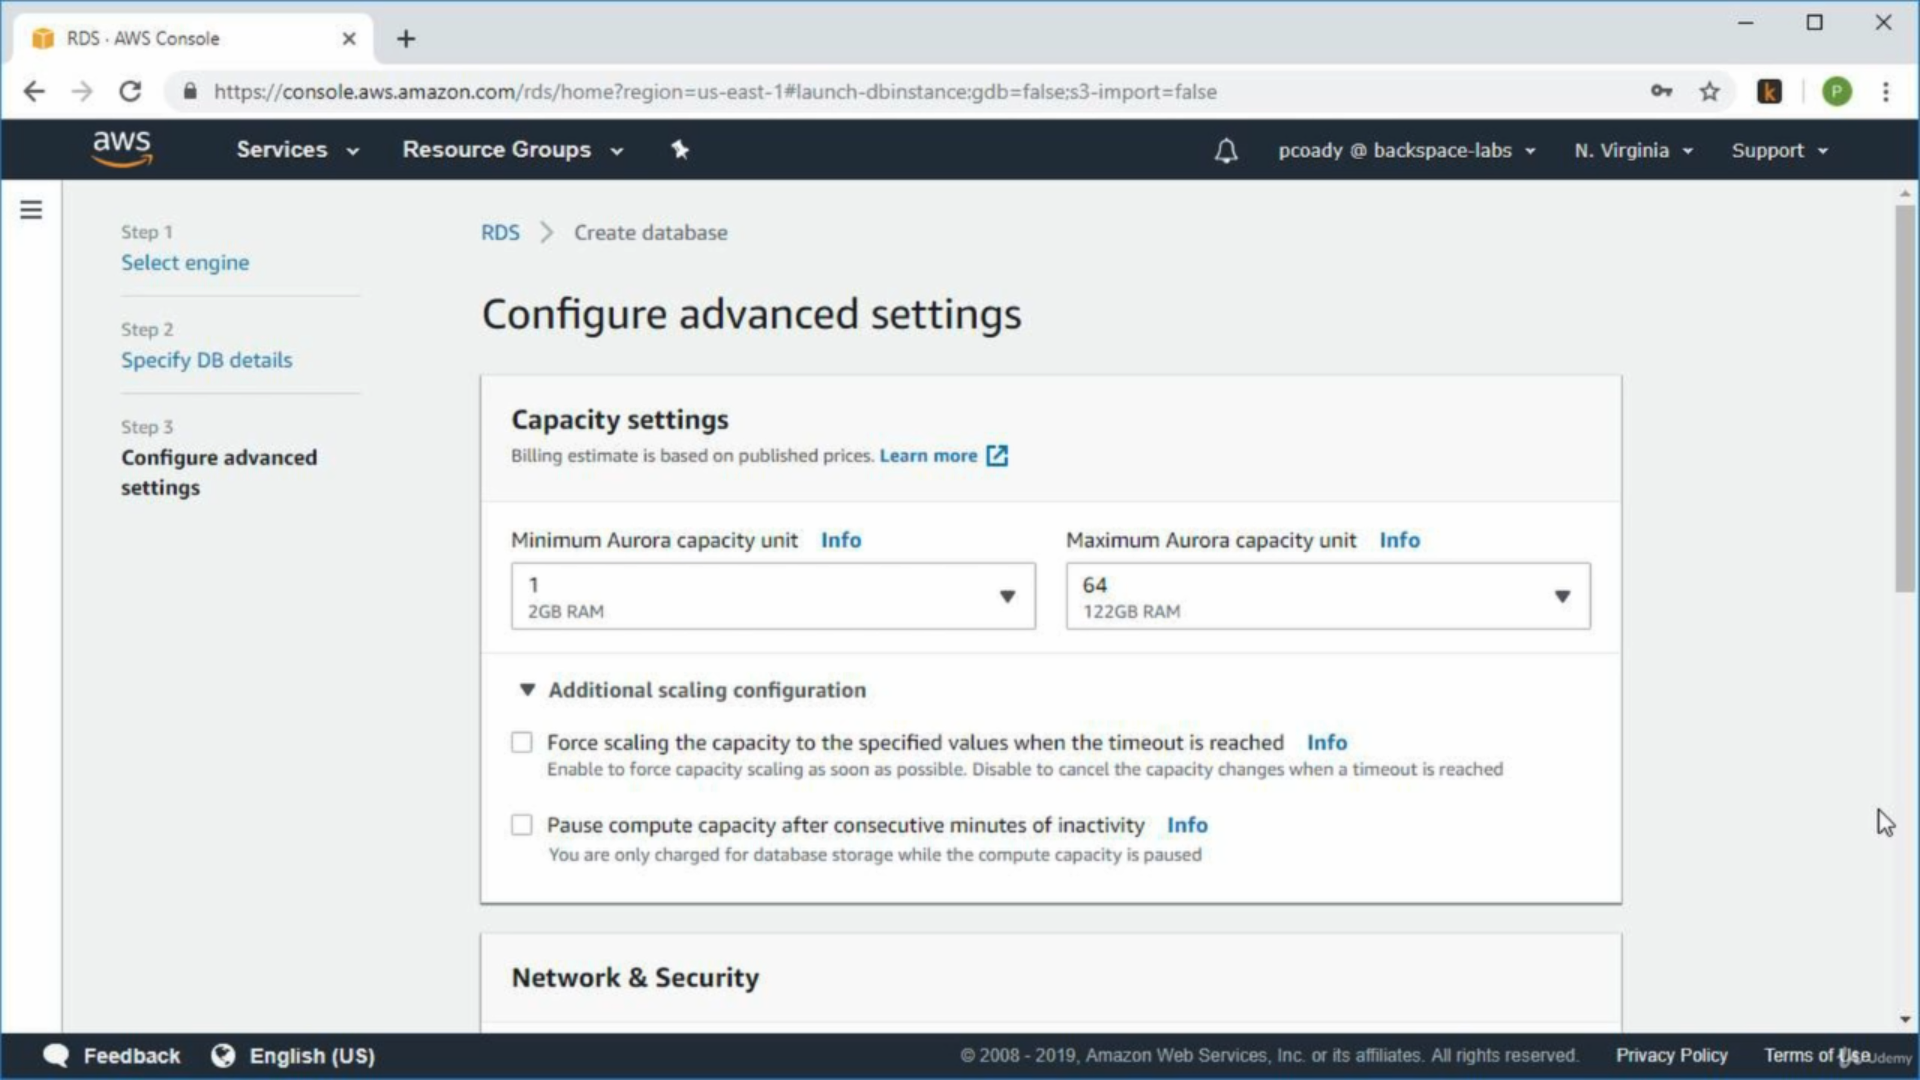 RDS · AWS Console
https://console.aws.amazon.com/rds/home?region=us-east-1#launch-dbinstance:gdb=false;s3-import=false
k
P
aws
Services
Resource Groups
pcoady @ backspace-labs
N. Virginia
Support
Step 1
Select engine
Step 2
Specify DB details
Step 3
Configure advanced
settings
RDS > Create database
Configure advanced settings
Capacity settings
Billing estimate is based on published prices. Learn more
Minimum Aurora capacity unit Info
1
2GB RAM
Maximum Aurora capacity unit Info
64
122GB RAM
Additional scaling configuration
Force scaling the capacity to the specified values when the timeout is reached Info
Enable to force capacity scaling as soon as possible. Disable to cancel the capacity changes when a timeout is reached
Pause compute capacity after consecutive minutes of inactivity Info
You are only charged for database storage while the compute capacity is paused
Network & Security
Feedback
English (US)
© 2008 - 2019, Amazon Web Services, Inc. or its affiliates. All rights reserved.
Privacy Policy
Terms of Use
Udemy